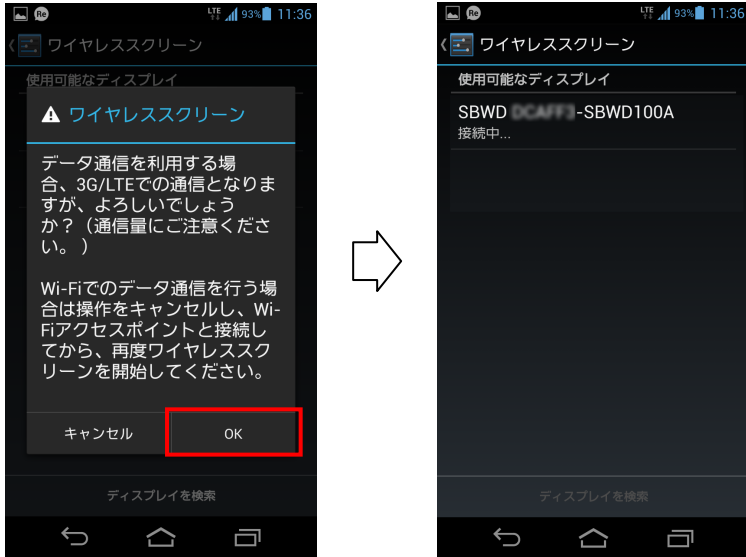 Re LTE 93% 11:36
ワイヤレススクリーン
使用可能なディスプレイ
ワイヤレススクリーン
データ通信を利用する場
合、3G/LTEでの通信となりま
すが、よろしいでしょう
か？（通信量にご注意くださ
い。）
Wi-Fiでのデータ通信を行う場
合は操作をキャンセルし、Wi-
Fiアクセスポイントと接続し
てから、再度ワイヤレススク
リーンを開始してください。
キャンセル OK
ディスプレイを検索
Re LTE 93% 11:36
ワイヤレススクリーン
使用可能なディスプレイ
SBWD -SBWD100A
接続中...
ディスプレイを検索